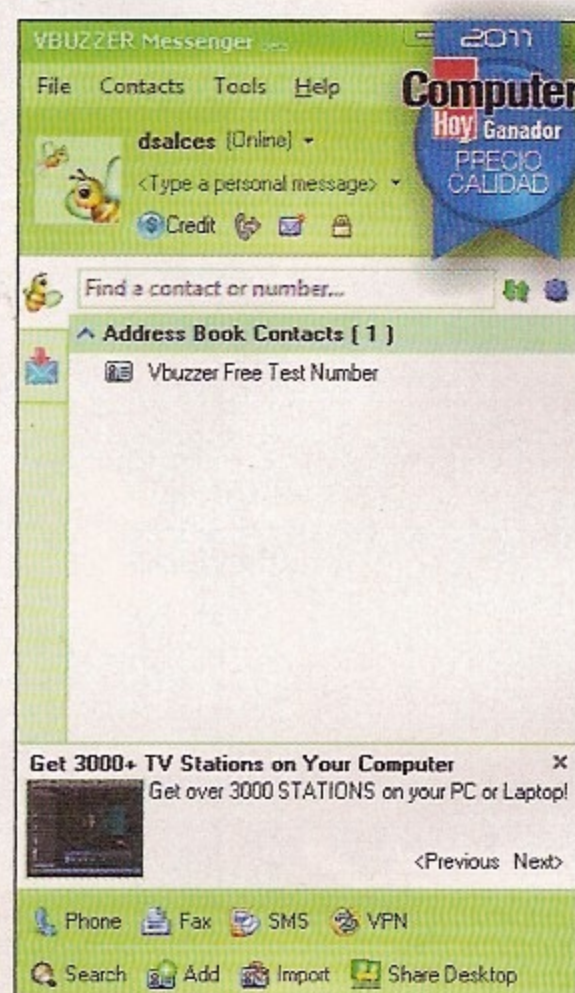 VBUZZER Messenger beta
2011
Computer
Hoy Ganador
PRECIO
CALIDAD
File Contacts Tools Help
dsalces (Online)
<Type a personal message>
Credit
Find a contact or number...
Address Book Contacts ( 1 )
Vbuzzer Free Test Number
Get 3000+ TV Stations on Your Computer x
Get over 3000 STATIONS on your PC or Laptop!
<Previous Next>
Phone Fax SMS VPN
Search Add Import Share Desktop